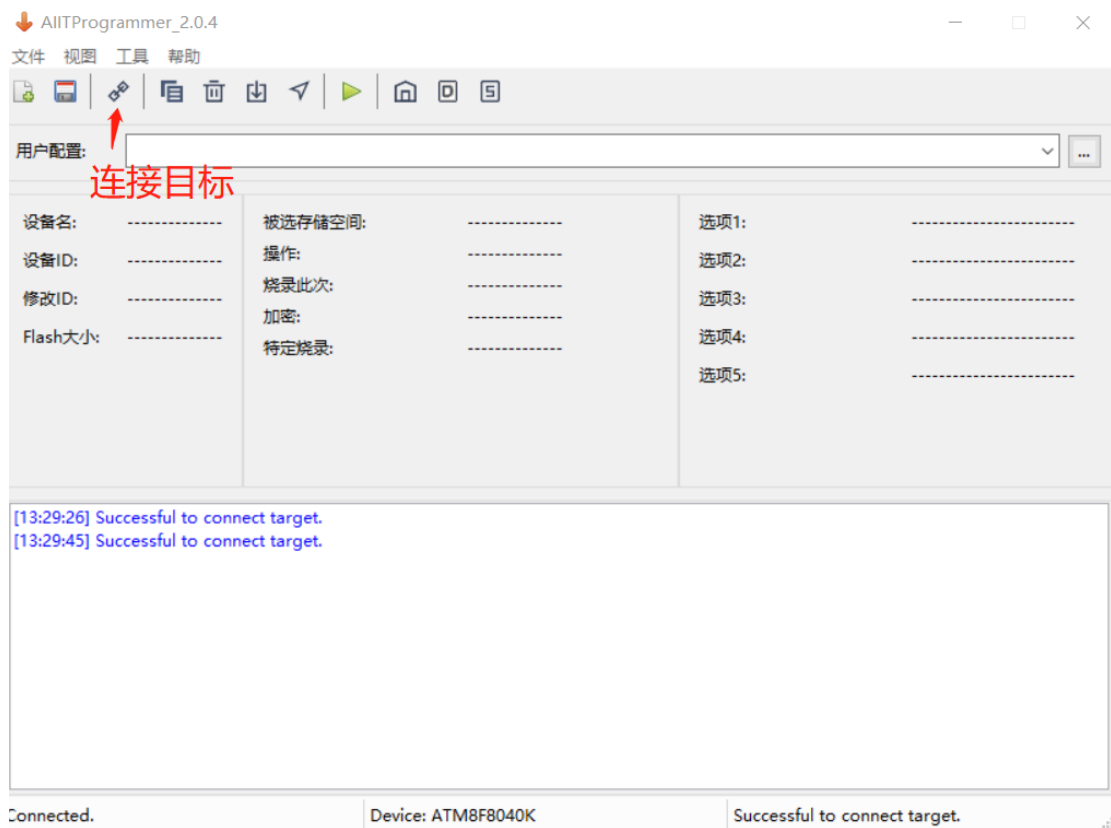 AIITProgrammer_2.0.4
文件 视图 工具 帮助
D S
用户配置: ...
连接目标
设备名: --------------
设备ID: --------------
修改ID: --------------
Flash大小: --------------
被选存储空间: --------------
操作: --------------
烧录此次: --------------
加密: --------------
特定烧录: --------------
选项1: ------------------------
选项2: ------------------------
选项3: ------------------------
选项4: ------------------------
选项5: ------------------------
[13:29:26] Successful to connect target.
[13:29:45] Successful to connect target.
Connected. Device: ATM8F8040K Successful to connect target.